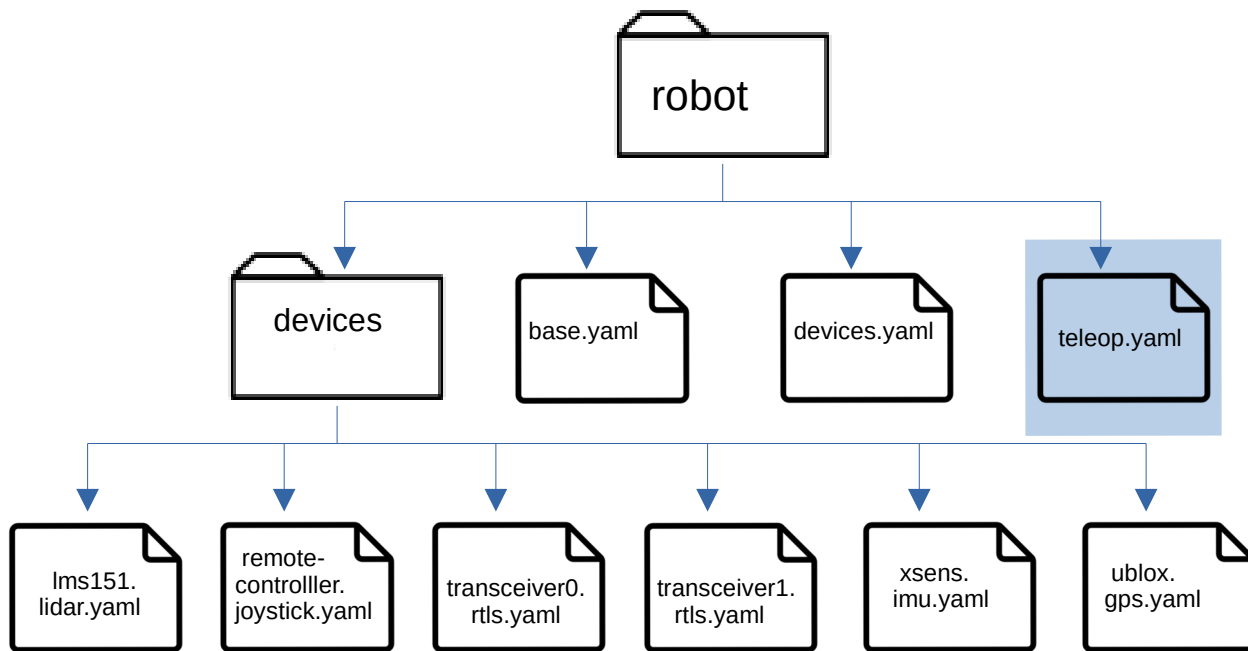 robot
devices
base.yaml
devices.yaml
teleop.yaml
lms151.
lidar.yaml
remote-
controlller.
joystick.yaml
transceiver0.
rtls.yaml
transceiver1.
rtls.yaml
xsens.
imu.yaml
ublox.
gps.yaml